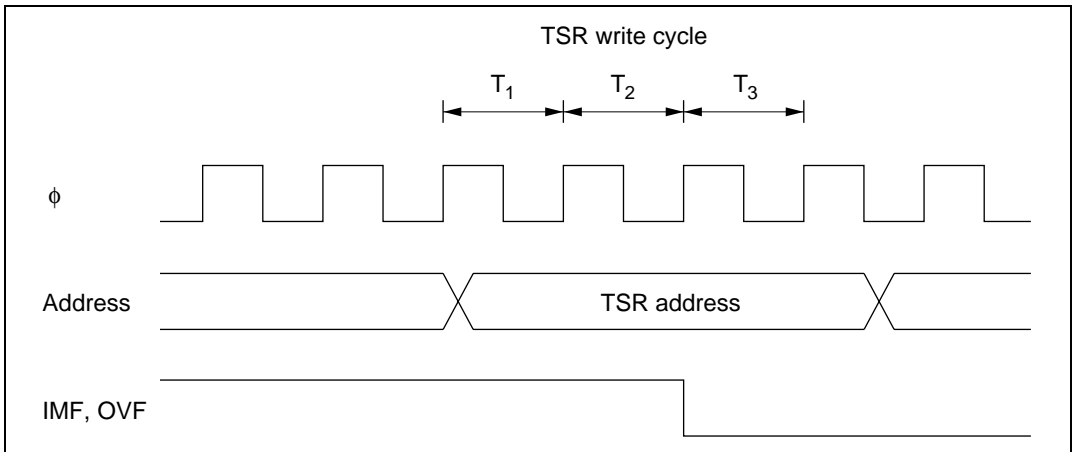 TSR write cycle
T1 T2 T3
ϕ
Address TSR address
IMF, OVF